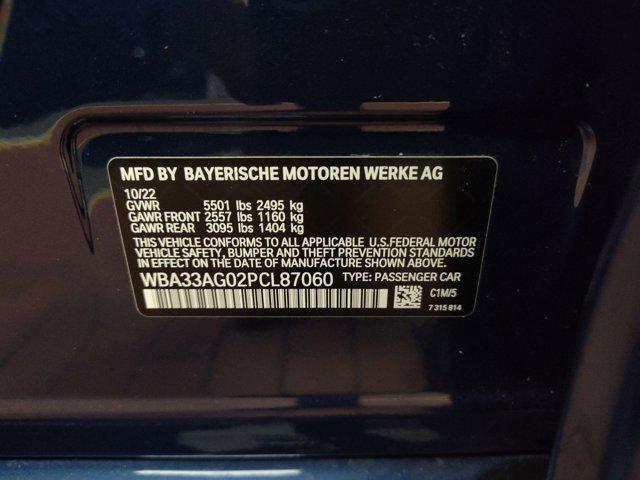 MFD BY BAYERISCHE MOTOREN WERKE AG
10/22
GVWR 5501 lbs 2495 kg
GAWR FRONT 2557 lbs 1160 kg
GAWR REAR 3095 lbs 1404 kg
THIS VEHICLE CONFORMS TO ALL APPLICABLE U.S.FEDERAL MOTOR
VEHICLE SAFETY, BUMPER AND THEFT PREVENTION STANDARDS
IN EFFECT ON THE DATE OF MANUFACTURE SHOWN ABOVE.
WBA33AG02PCL87060 TYPE: PASSENGER CAR
C1M/5
7 315 814